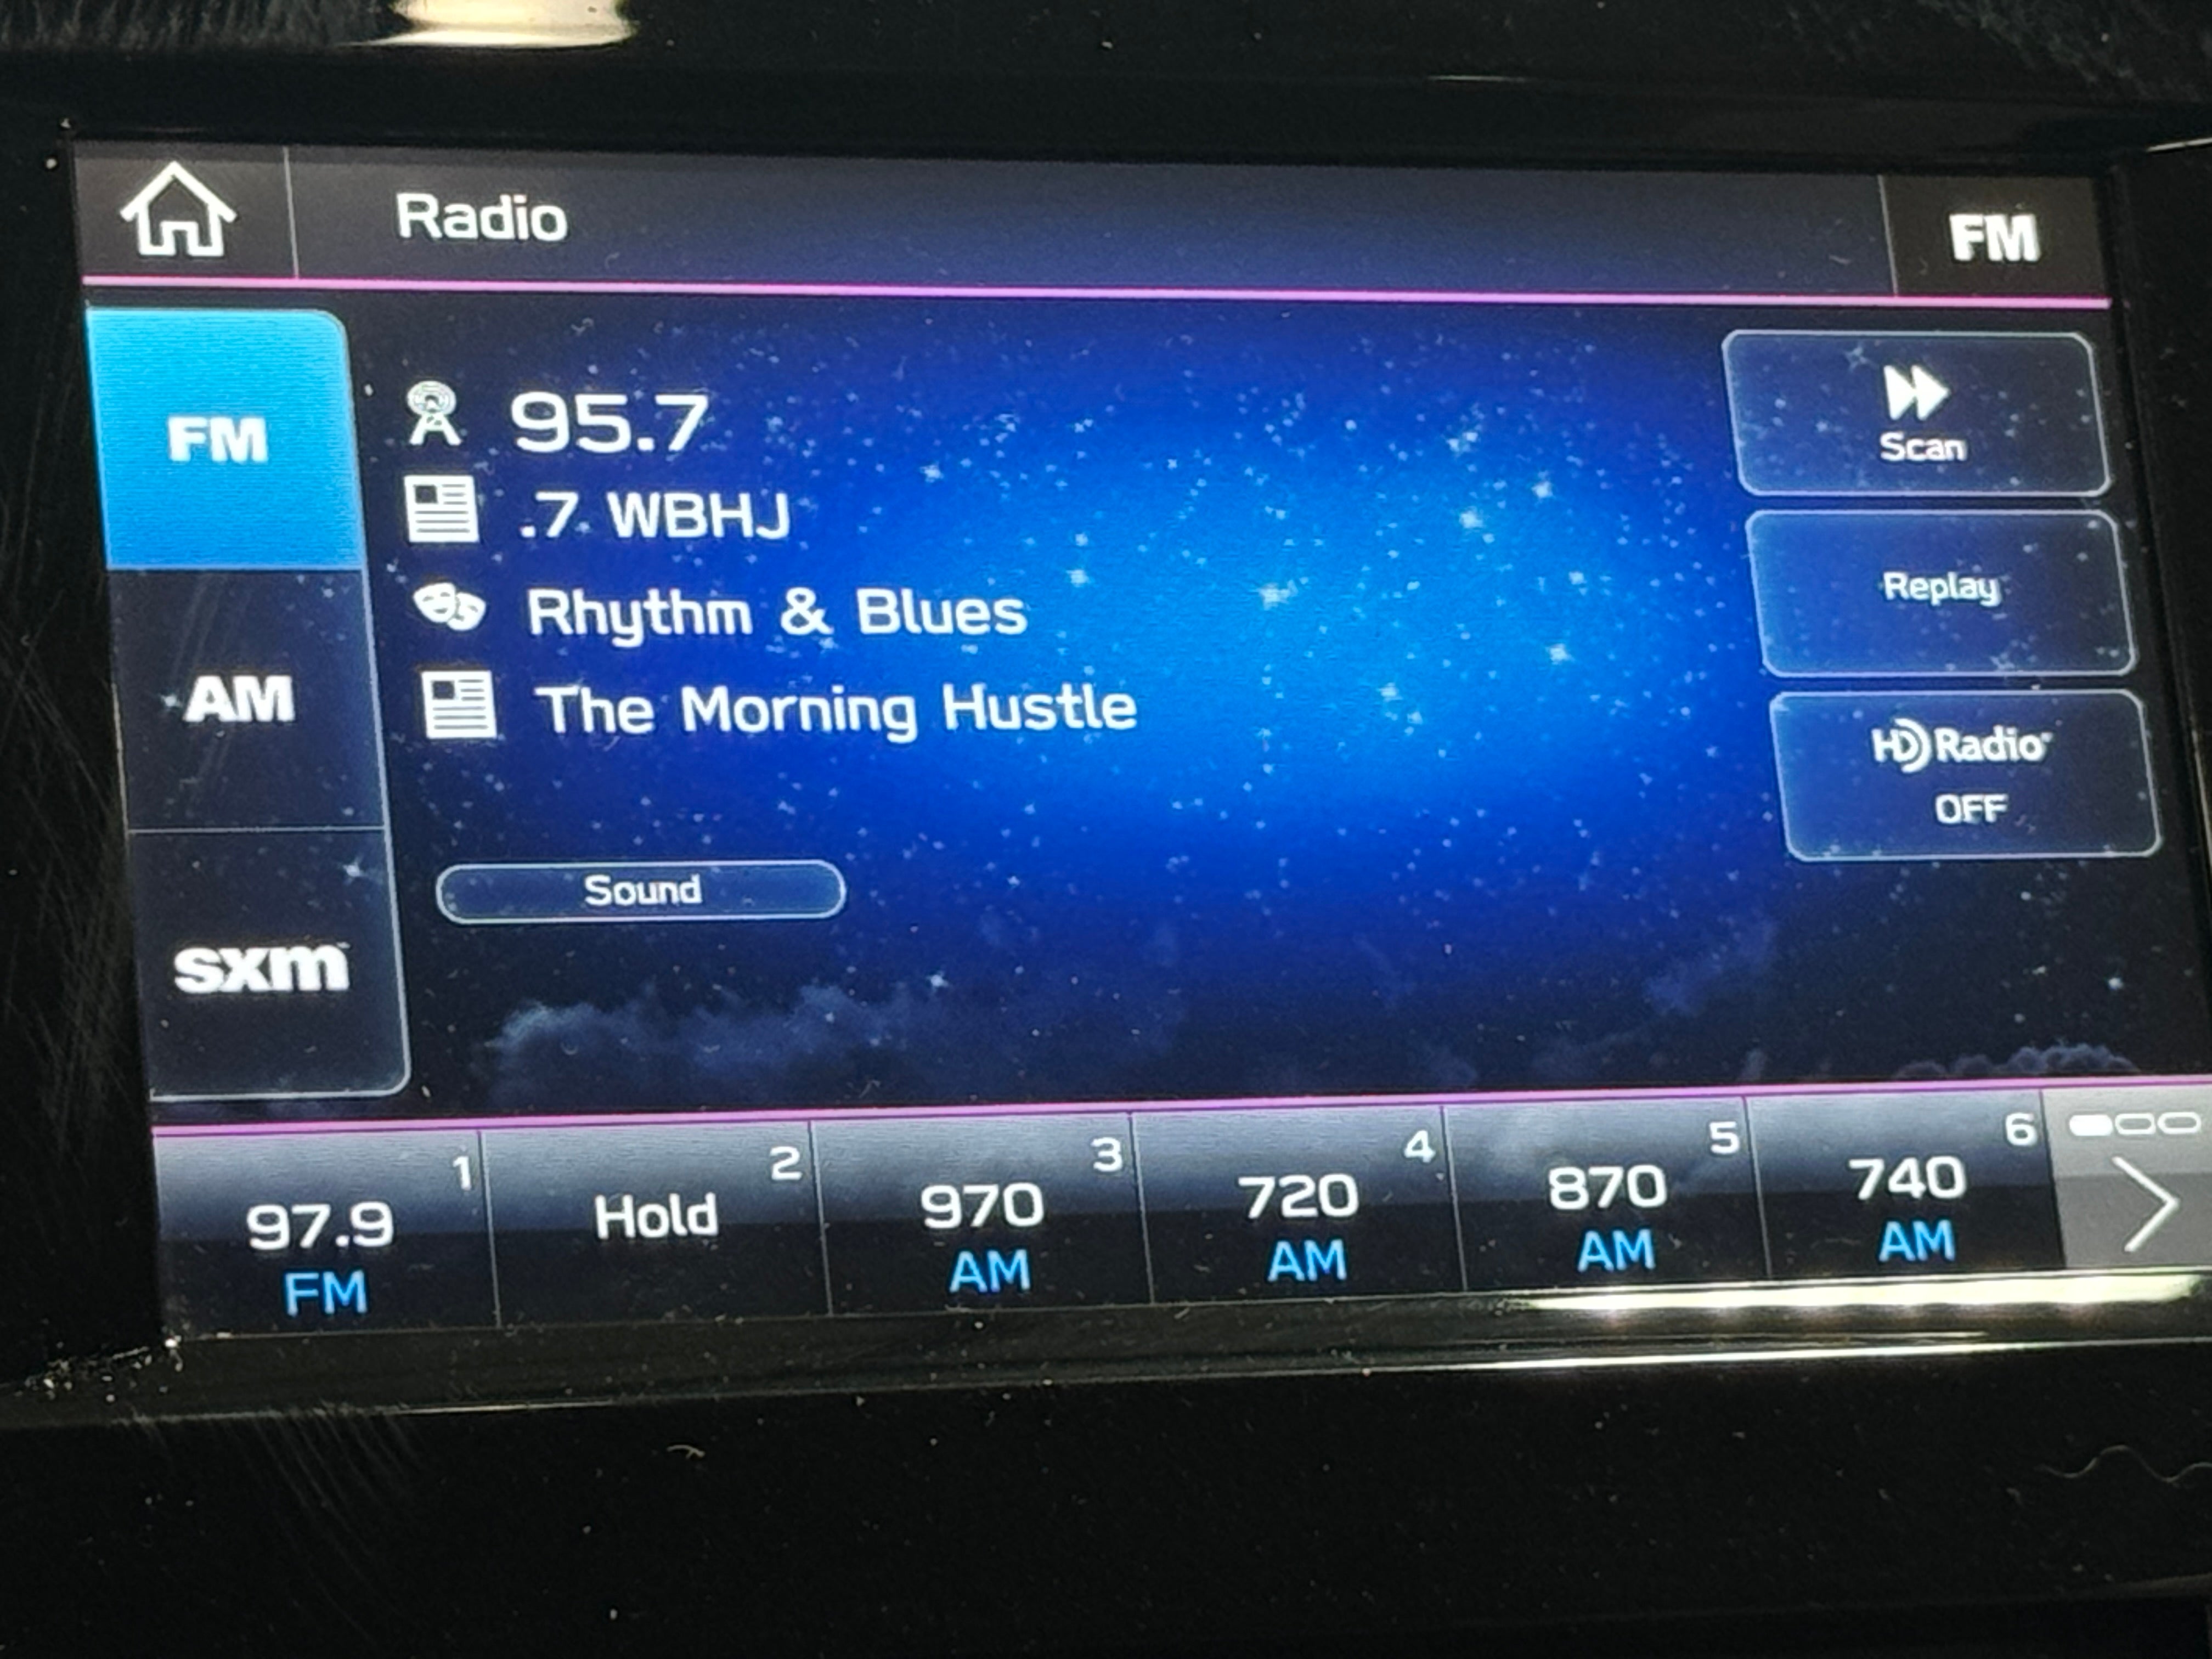 Radio
FM
FM
AM
sxm
95.7
.7 WBHJ
Rhythm & Blues
The Morning Hustle
Sound
Scan
Replay
HD Radio
OFF
1
97.9
FM
2
Hold
3
970
AM
4
720
AM
5
870
AM
6
740
AM